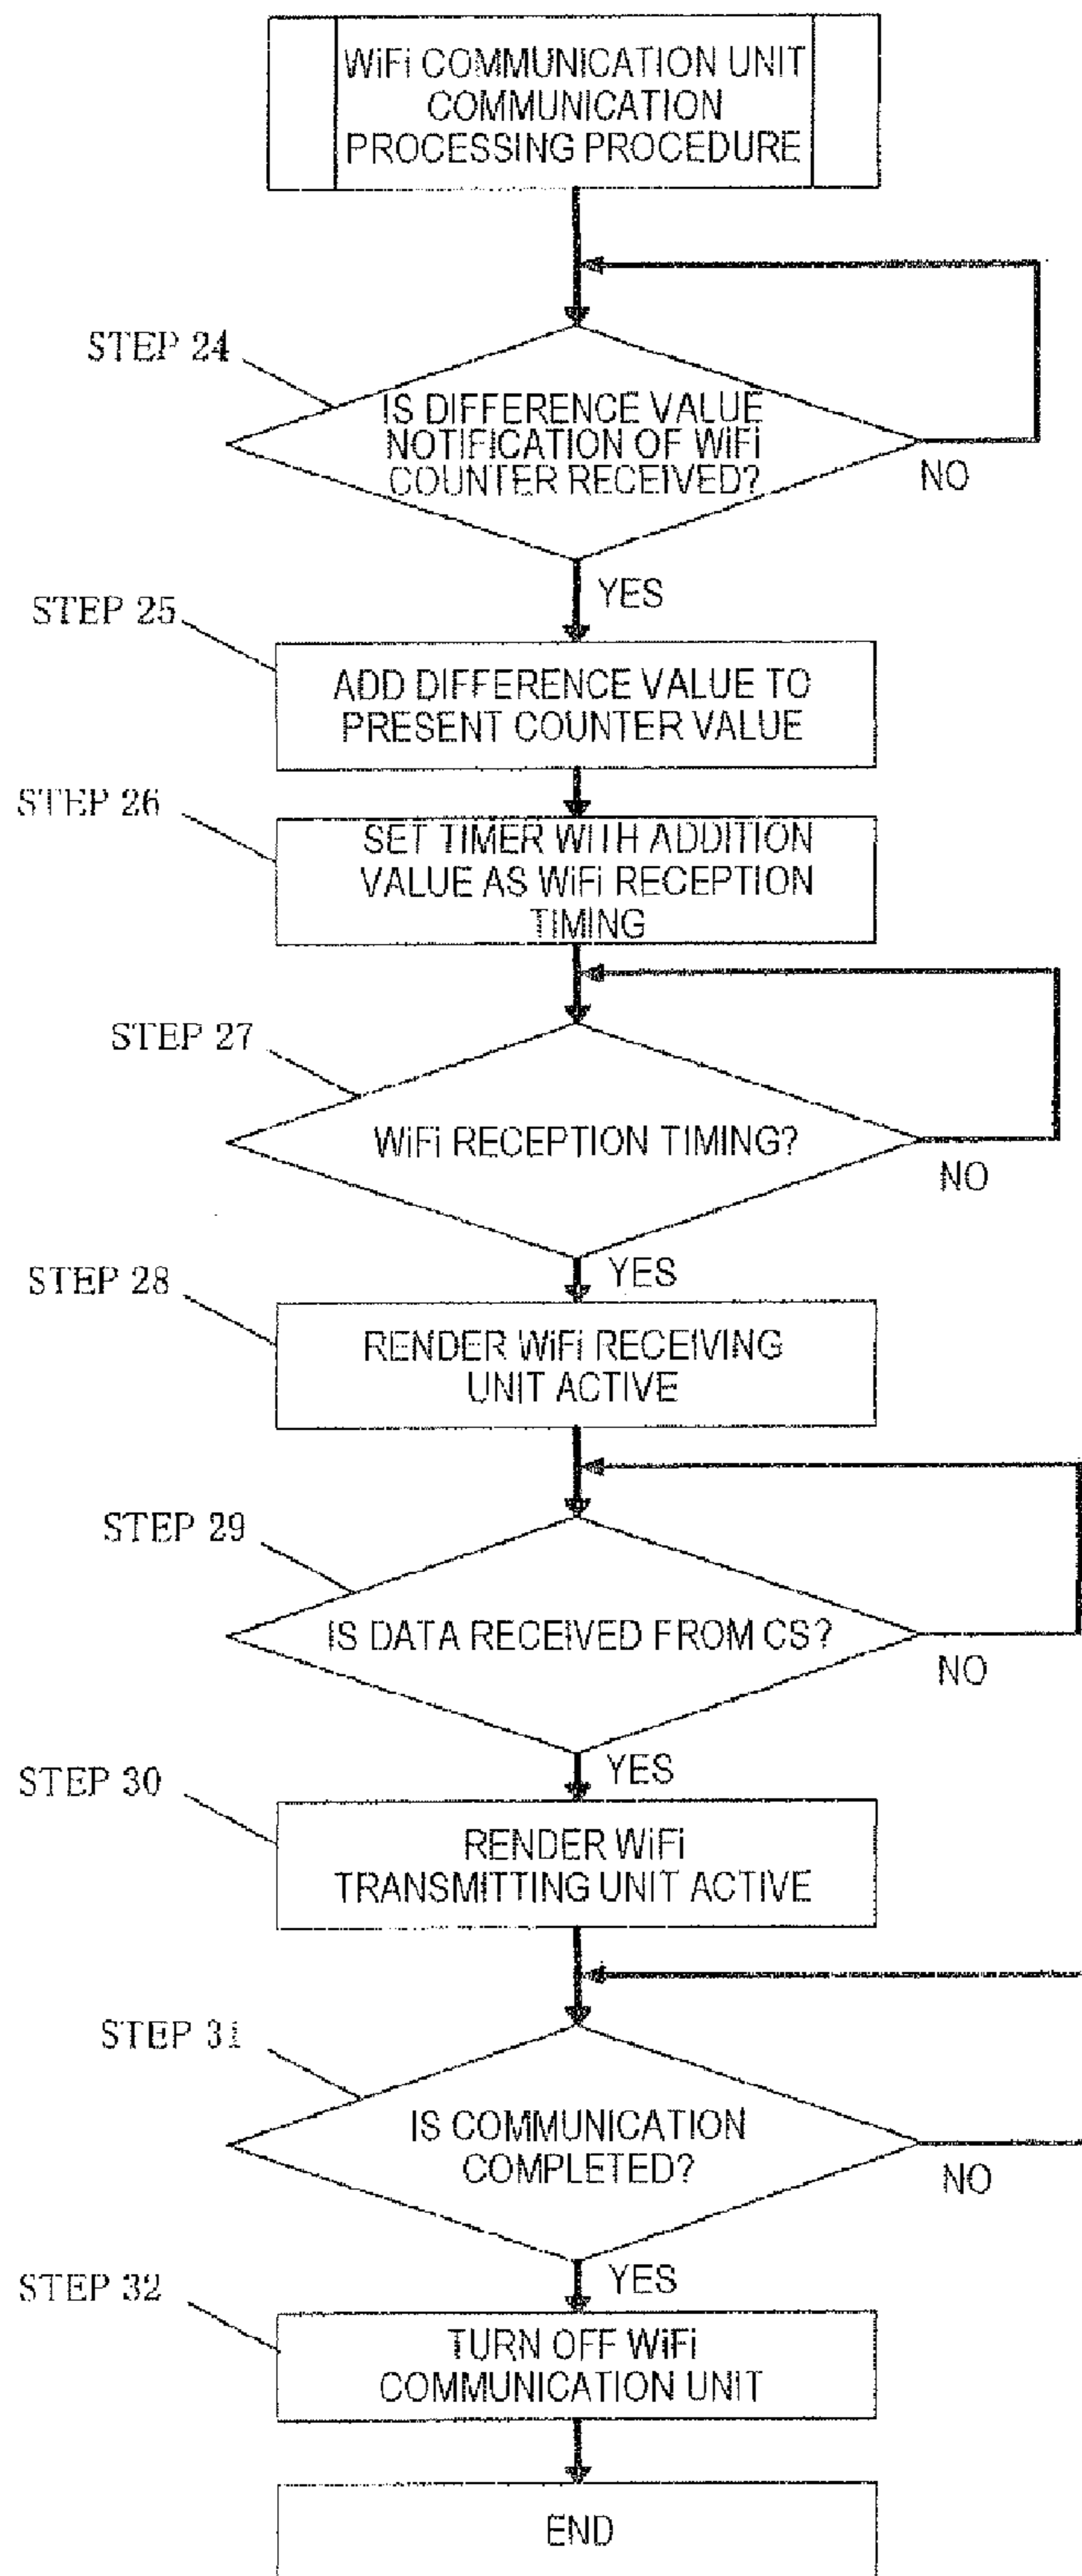 WiFi COMMUNICATION UNIT
COMMUNICATION
PROCESSING PROCEDURE
STEP 24
IS DIFFERENCE VALUE
NOTIFICATION OF WiFi
COUNTER RECEIVED?
NO
YES
STEP 25
ADD DIFFERENCE VALUE TO
PRESENT COUNTER VALUE
STEP 26
SET TIMER WITH ADDITION
VALUE AS WiFi RECEPTION
TIMING
STEP 27
WiFi RECEPTION TIMING?
NO
YES
STEP 28
RENDER WiFi RECEIVING
UNIT ACTIVE
STEP 29
IS DATA RECEIVED FROM CS?
NO
YES
STEP 30
RENDER WiFi
TRANSMITTING UNIT ACTIVE
STEP 31
IS COMMUNICATION
COMPLETED?
NO
YES
STEP 32
TURN OFF WiFi
COMMUNICATION UNIT
END